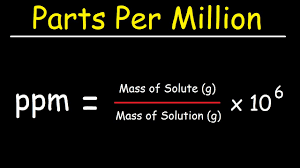 Parts Per Million
ppm = Mass of Solute (g) / Mass of Solution (g) x 10^6